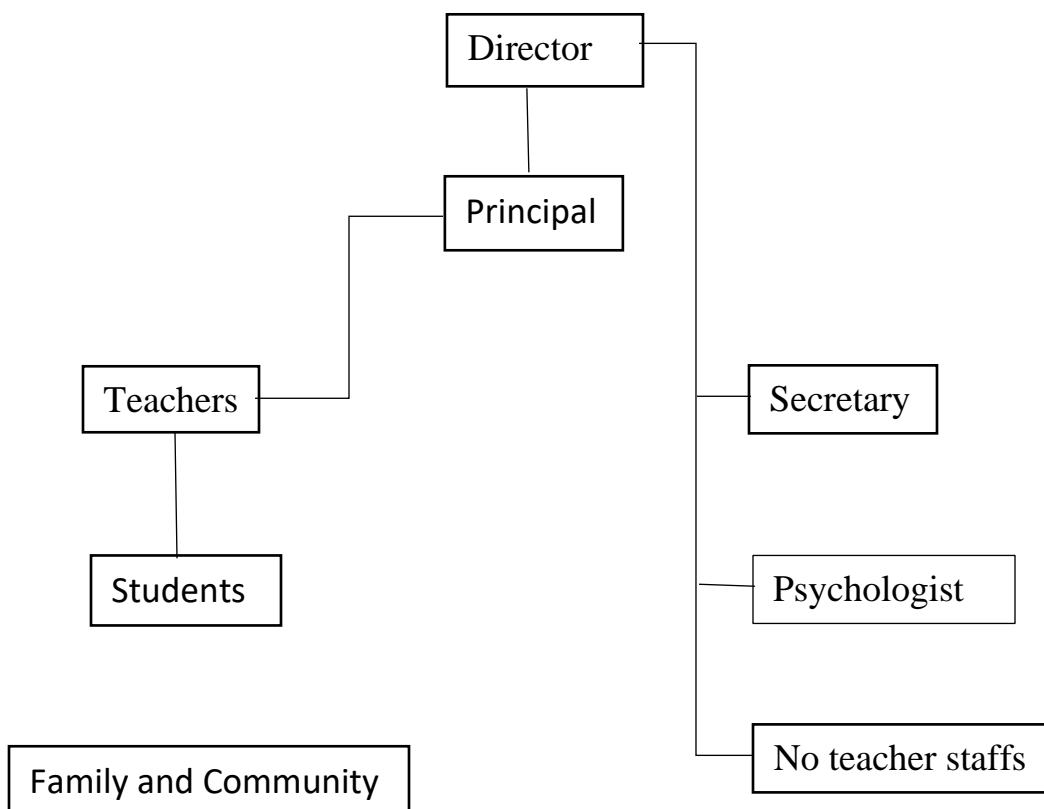 Director
Principal
Teachers
Secretary
Students
Psychologist
No teacher staffs
Family and Community